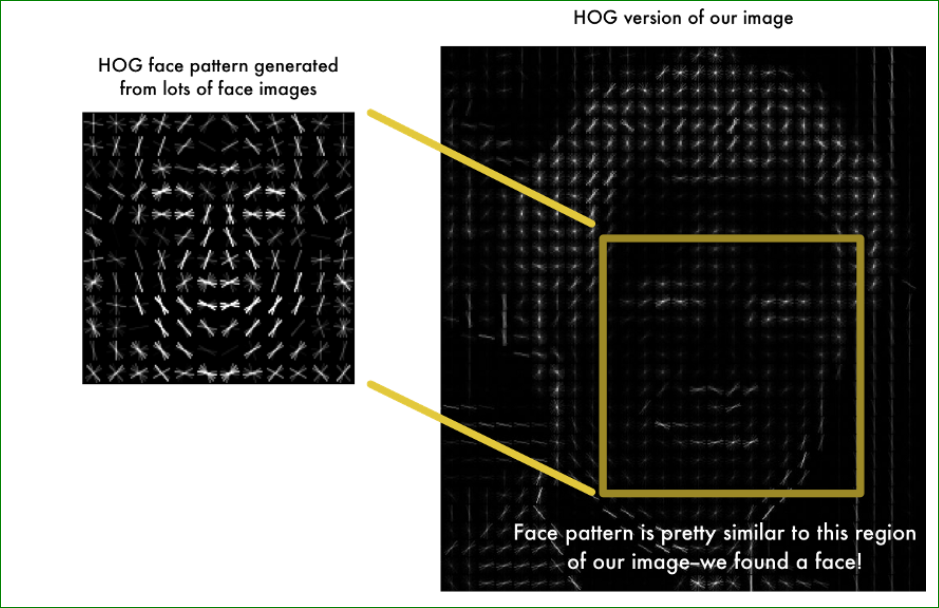 HOG version of our image
HOG face pattern generated
from lots of face images
Face pattern is pretty similar to this region
of our image–we found a face!